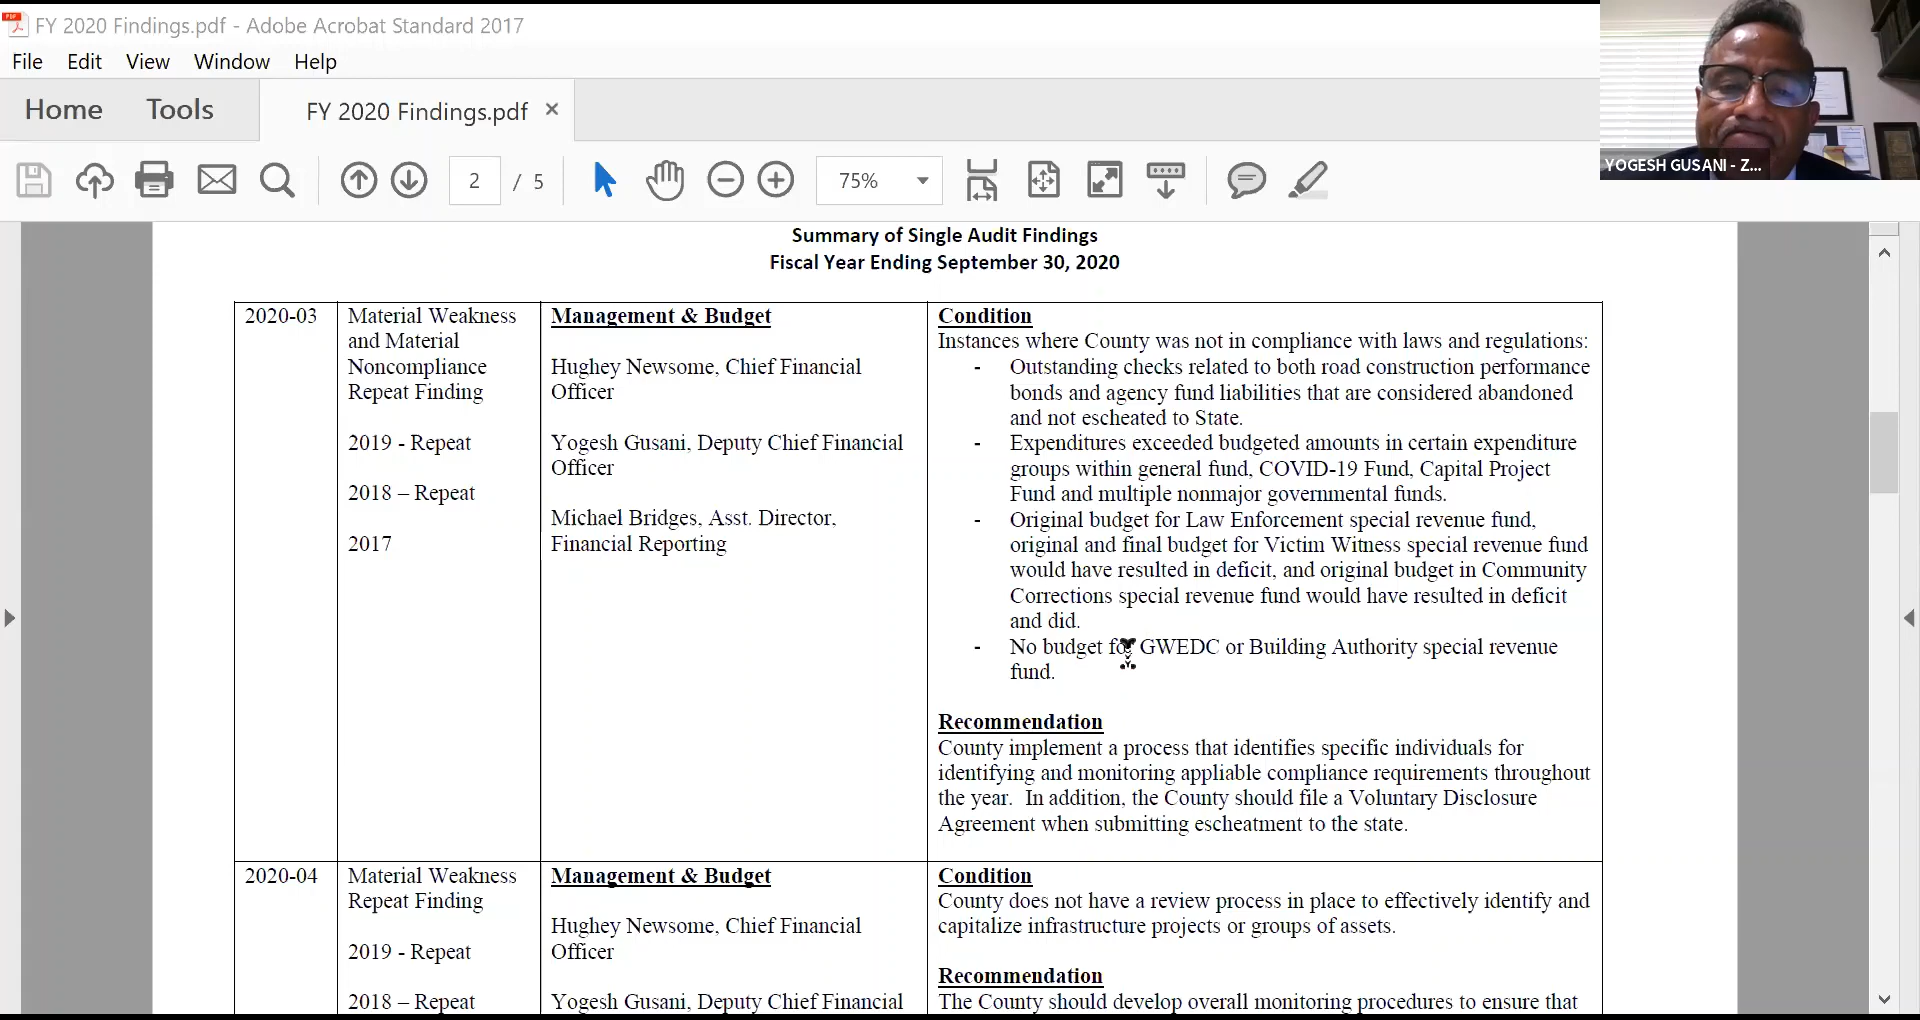 FY 2020 Findings.pdf - Adobe Acrobat Standard 2017
File Edit View Window Help
Home Tools FY 2020 Findings.pdf ×
2 / 5 75%
YOGESH GUSANI - Z...
Summary of Single Audit Findings
Fiscal Year Ending September 30, 2020
2020-03
Material Weakness
and Material
Noncompliance
Repeat Finding
2019 - Repeat
2018 – Repeat
2017
Management & Budget
Hughey Newsome, Chief Financial
Officer
Yogesh Gusani, Deputy Chief Financial
Officer
Michael Bridges, Asst. Director,
Financial Reporting
Condition
Instances where County was not in compliance with laws and regulations:
- Outstanding checks related to both road construction performance
bonds and agency fund liabilities that are considered abandoned
and not escheated to State.
- Expenditures exceeded budgeted amounts in certain expenditure
groups within general fund, COVID-19 Fund, Capital Project
Fund and multiple nonmajor governmental funds.
- Original budget for Law Enforcement special revenue fund,
original and final budget for Victim Witness special revenue fund
would have resulted in deficit, and original budget in Community
Corrections special revenue fund would have resulted in deficit
and did.
- No budget for GWEDC or Building Authority special revenue
fund.
Recommendation
County implement a process that identifies specific individuals for
identifying and monitoring appliable compliance requirements throughout
the year. In addition, the County should file a Voluntary Disclosure
Agreement when submitting escheatment to the state.
2020-04
Material Weakness
Repeat Finding
2019 - Repeat
2018 – Repeat
Management & Budget
Hughey Newsome, Chief Financial
Officer
Yogesh Gusani, Deputy Chief Financial
Condition
County does not have a review process in place to effectively identify and
capitalize infrastructure projects or groups of assets.
Recommendation
The County should develop overall monitoring procedures to ensure that